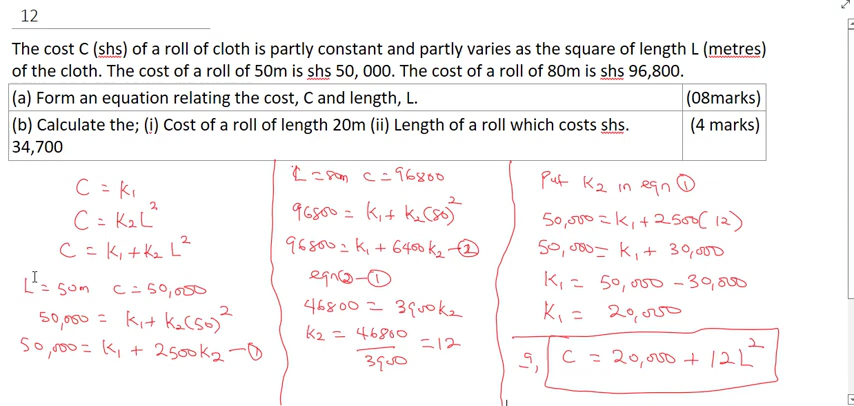 12
The cost C (shs) of a roll of cloth is partly constant and partly varies as the square of length L (metres)
of the cloth. The cost of a roll of 50m is shs 50, 000. The cost of a roll of 80m is shs 96,800.
(a) Form an equation relating the cost, C and length, L.
(08marks)
(b) Calculate the; (i) Cost of a roll of length 20m (ii) Length of a roll which costs shs.
34,700
(4 marks)
C = K₁
C = K₂L²
C = K₁ + K₂ L²
L = 50m C = 50,000
50,000 = K₁ + K₂(50)²
50,000 = K₁ + 2500K₂ — ①
L = 80m C = 96800
96800 = K₁ + K₂(80)²
96800 = K₁ + 6400K₂ — ②
eqn ② - ①
46800 = 3900K₂
K₂ = 46800/3900 = 12
Put K₂ in eqn ①
50,000 = K₁ + 2500(12)
50,000 = K₁ + 30,000
K₁ = 50,000 - 30,000
K₁ = 20,000
a, C = 20,000 + 12L²